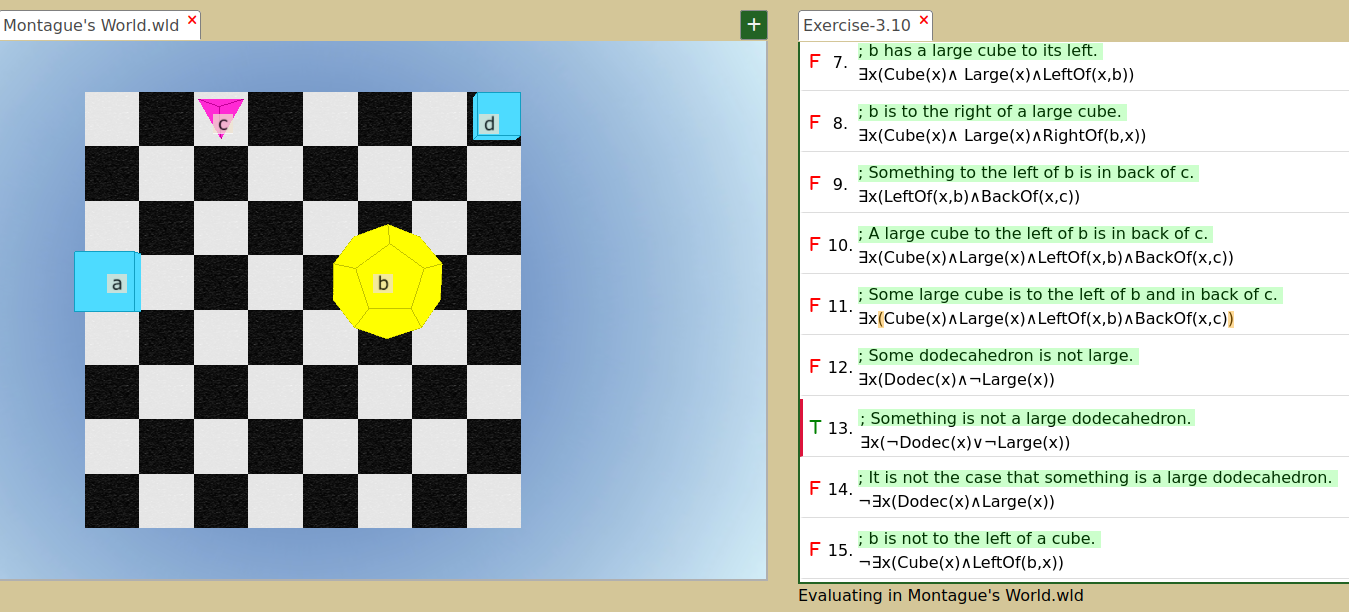 Montague's World.wld ×
+
c
d
a
b
Exercise-3.10 ×
F 7. ; b has a large cube to its left.
∃x(Cube(x)∧ Large(x)∧LeftOf(x,b))
F 8. ; b is to the right of a large cube.
∃x(Cube(x)∧ Large(x)∧RightOf(b,x))
F 9. ; Something to the left of b is in back of c.
∃x(LeftOf(x,b)∧BackOf(x,c))
F 10. ; A large cube to the left of b is in back of c.
∃x(Cube(x)∧Large(x)∧LeftOf(x,b)∧BackOf(x,c))
F 11. ; Some large cube is to the left of b and in back of c.
∃x(Cube(x)∧Large(x)∧LeftOf(x,b)∧BackOf(x,c))
F 12. ; Some dodecahedron is not large.
∃x(Dodec(x)∧¬Large(x))
T 13. ; Something is not a large dodecahedron.
∃x(¬Dodec(x)∨¬Large(x))
F 14. ; It is not the case that something is a large dodecahedron.
¬∃x(Dodec(x)∧Large(x))
F 15. ; b is not to the left of a cube.
¬∃x(Cube(x)∧LeftOf(b,x))
Evaluating in Montague's World.wld